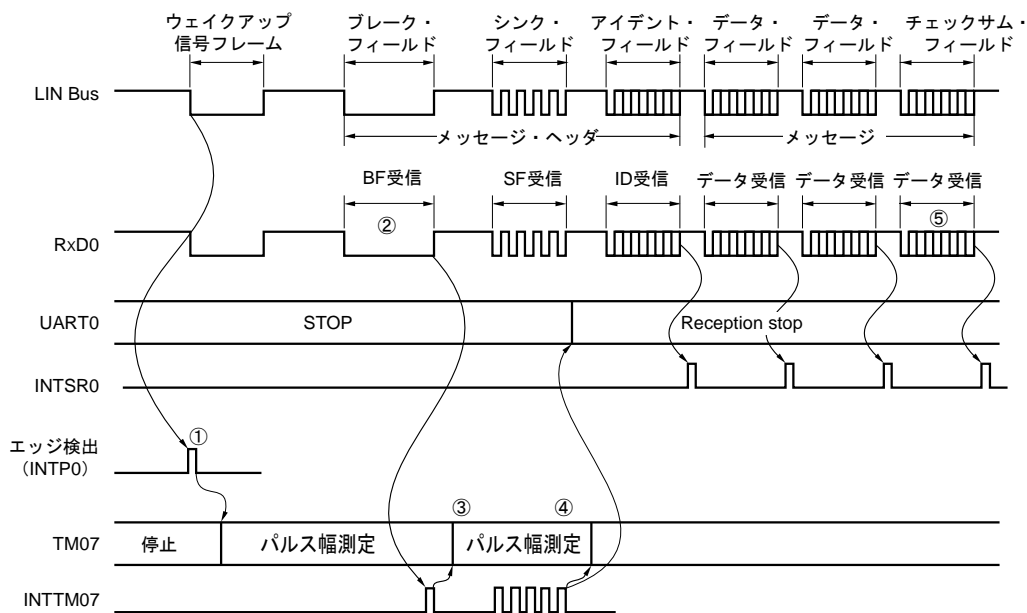 ウェイクアップ
信号フレーム
ブレーク・
フィールド
シンク・
フィールド
アイデント・
フィールド
データ・
フィールド
データ・
フィールド
チェックサム・
フィールド
LIN Bus
メッセージ・ヘッダ
メッセージ
BF受信
SF受信
ID受信
データ受信
データ受信
データ受信
②
⑤
RxD0
UART0
STOP
Reception stop
INTSR0
エッジ検出
（INTP0）
①
③
④
TM07
停止
パルス幅測定
パルス幅測定
INTTM07